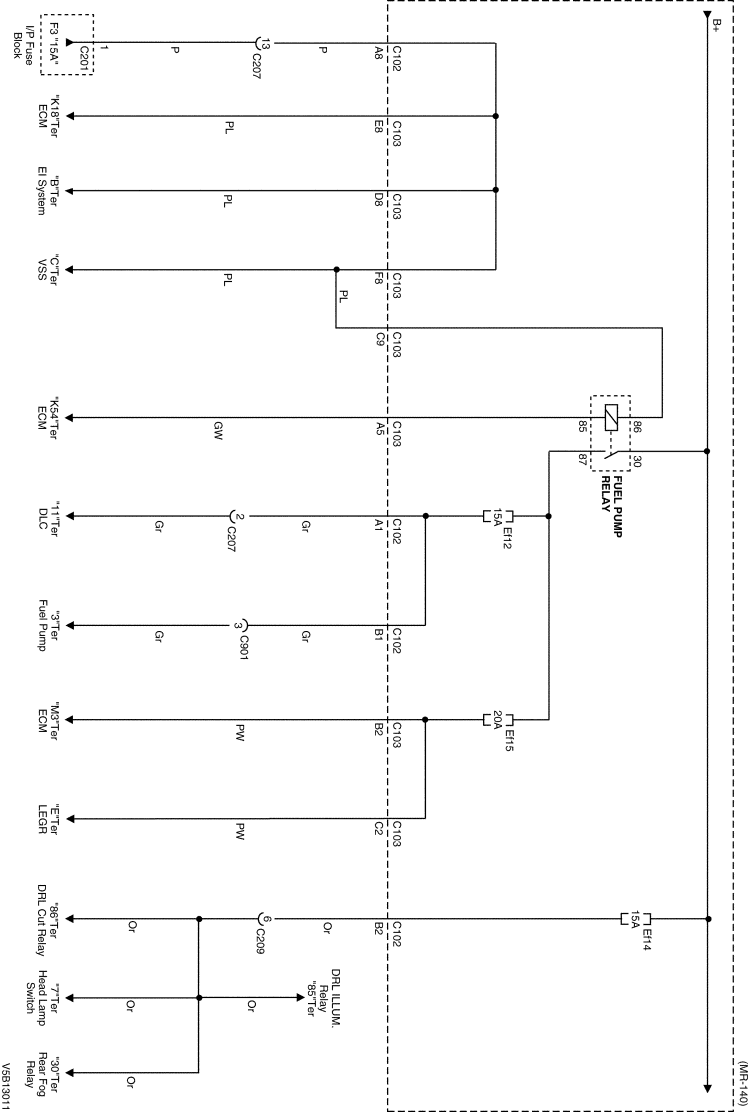 (MR-140)
B+
Ef14
15A
30
86
87
85
FUEL PUMP
RELAY
Ef12
15A
Ef15
20A
C102
A8
C103
E8
C103
D8
C103
F8
C103
C9
C103
A5
C102
A1
C102
B1
C103
B2
C103
C2
C102
B2
PL
P
13
C207
P
1
C201
F3 "15A"
I/P Fuse
Block
PL
"K18"Ter
ECM
PL
"B"Ter
EI System
PL
"C"Ter
VSS
GW
"K54"Ter
ECM
Gr
2
C207
Gr
"11"Ter
DLC
Gr
3
C901
Gr
"3"Ter
Fuel Pump
PW
"M3"Ter
ECM
PW
"E"Ter
LEGR
Or
6
C209
DRL ILLUM.
Relay
"85"Ter
Or
Or
"86"Ter
DRL Cut Relay
Or
"7"Ter
Head Lamp
Switch
Or
"30"Ter
Rear Fog
Relay
V5B13011